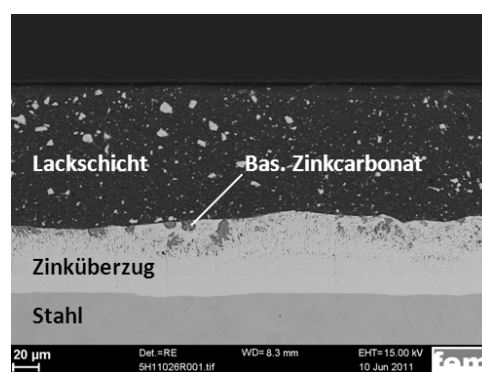 Lackschicht
Bas. Zinkcarbonat
Zinküberzug
Stahl
20 µm
Det.=RE
WD= 8.3 mm
EHT=15.00 kV
5H11026R001.tif
10 Jun 2011
fem